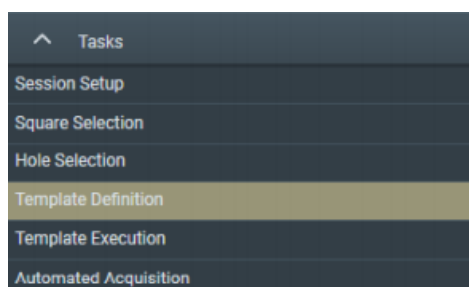 Tasks
Session Setup
Square Selection
Hole Selection
Template Definition
Template Execution
Automated Acquisition